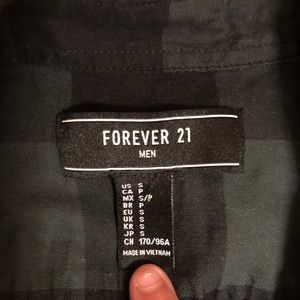 FOREVER 21
MEN
US S
CA P
MX S/P
BR P
EU S
UK S
KR S
JP S
CN 170/96A
MADE IN VIETNAM